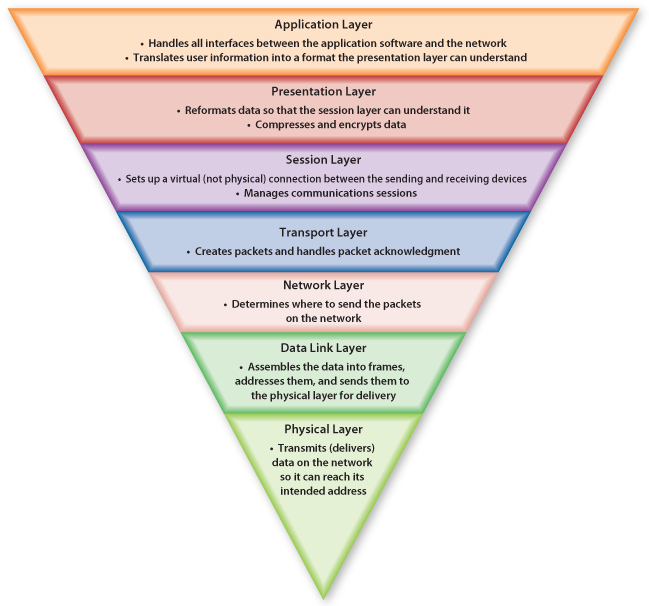 Application Layer
• Handles all interfaces between the application software and the network
• Translates user information into a format the presentation layer can understand
Presentation Layer
• Reformats data so that the session layer can understand it
• Compresses and encrypts data
Session Layer
• Sets up a virtual (not physical) connection between the sending and receiving devices
• Manages communications sessions
Transport Layer
• Creates packets and handles packet acknowledgment
Network Layer
• Determines where to send the packets
on the network
Data Link Layer
• Assembles the data into frames,
addresses them, and sends them to
the physical layer for delivery
Physical Layer
• Transmits (delivers)
data on the network
so it can reach its
intended address